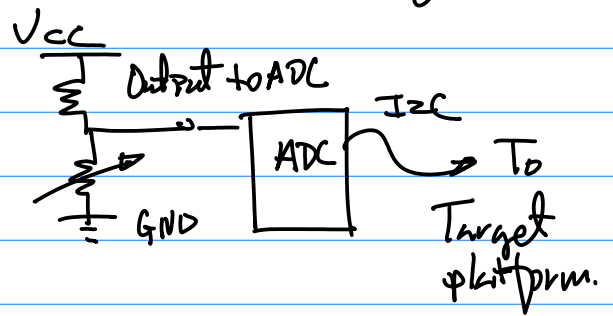 Vcc
Output to ADC
I2C
ADC
To
Target
platform.
GND